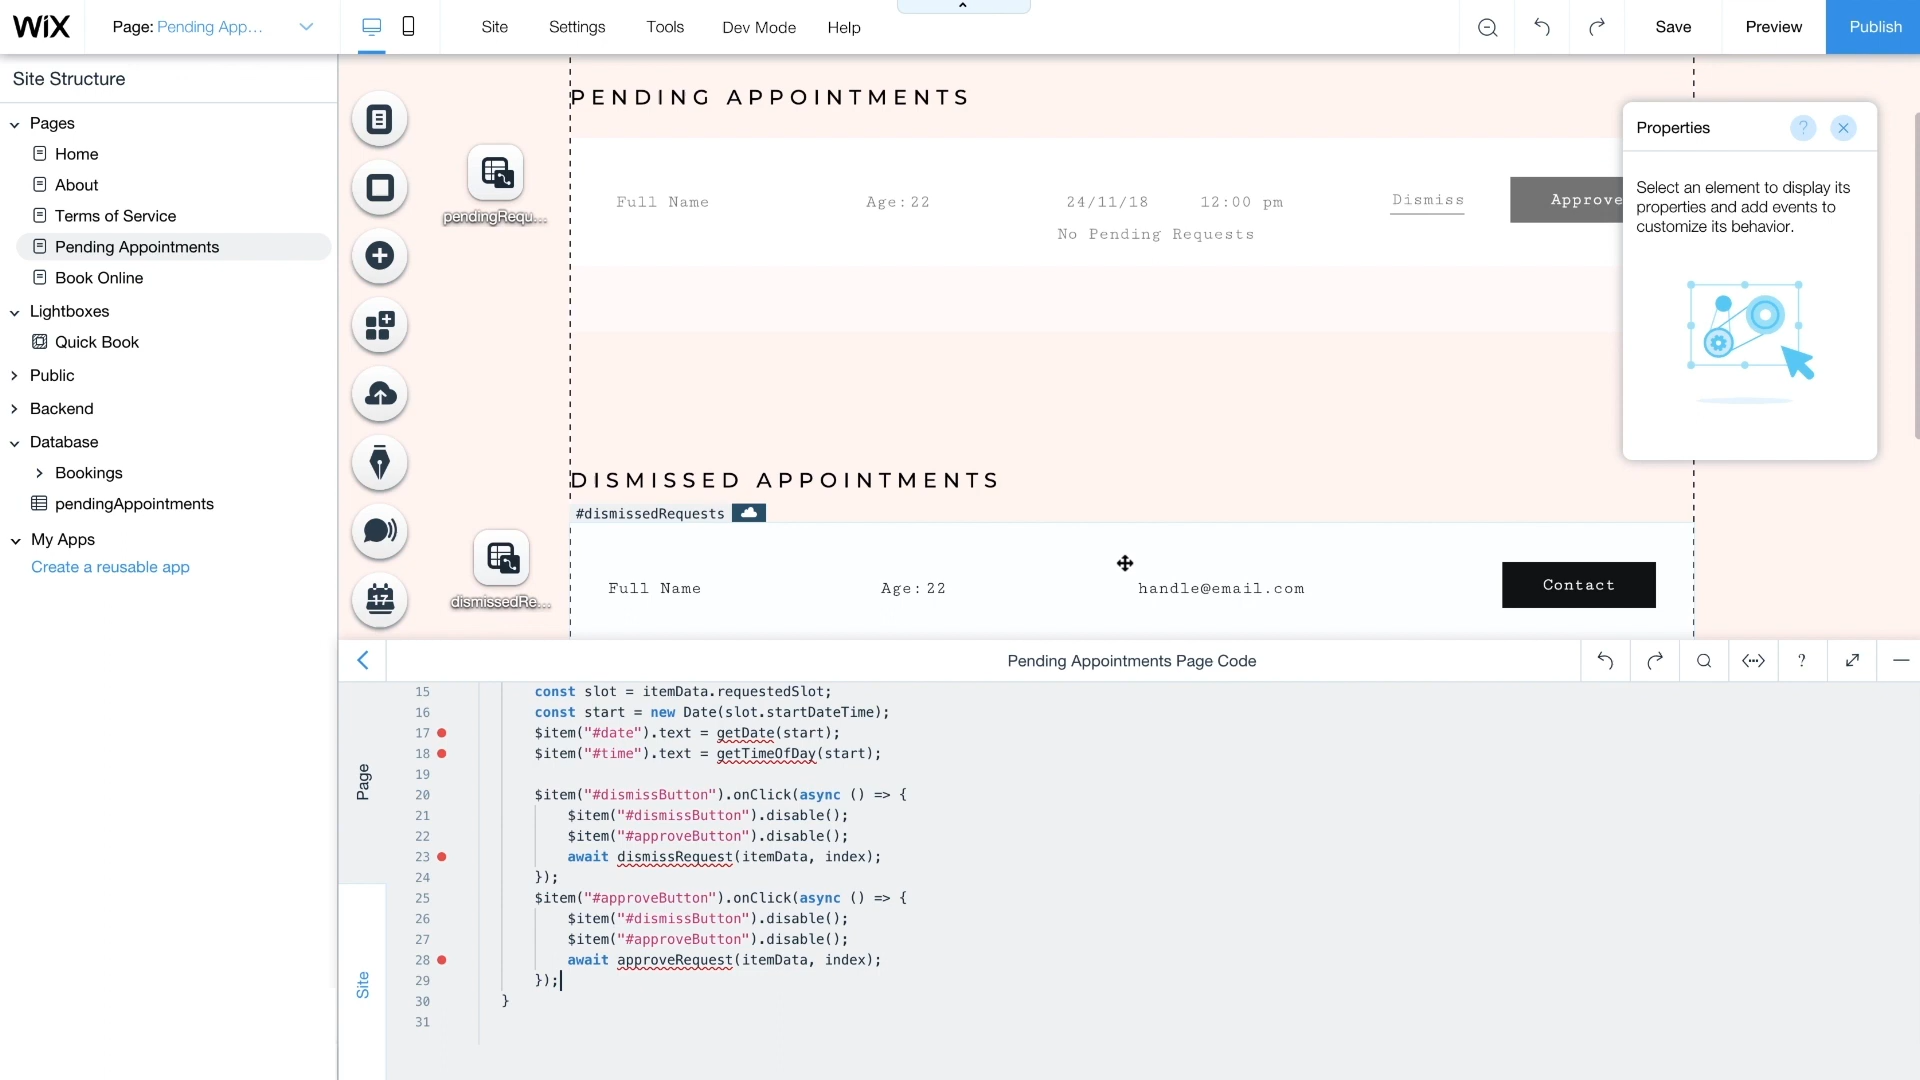 WiX
Page: Pending App...
Site
Settings
Tools
Dev Mode
Help
Save
Preview
Publish
Site Structure
Pages
Home
About
Terms of Service
Pending Appointments
Book Online
Lightboxes
Quick Book
Public
Backend
Database
Bookings
pendingAppointments
My Apps
Create a reusable app
17
pendingRequ...
dismissedRe...
PENDING APPOINTMENTS
Full Name
Age: 22
24/11/18
12:00 pm
Dismiss
Approve
No Pending Requests
DISMISSED APPOINTMENTS
#dismissedRequests
Full Name
Age: 22
handle@email.com
Contact
Properties
?
Select an element to display its
properties and add events to
customize its behavior.
Pending Appointments Page Code
?
Page
Site
15 const slot = itemData.requestedSlot;
16 const start = new Date(slot.startDateTime);
17 $item("#date").text = getDate(start);
18 $item("#time").text = getTimeOfDay(start);
19
20 $item("#dismissButton").onClick(async () => {
21 $item("#dismissButton").disable();
22 $item("#approveButton").disable();
23 await dismissRequest(itemData, index);
24 });
25 $item("#approveButton").onClick(async () => {
26 $item("#dismissButton").disable();
27 $item("#approveButton").disable();
28 await approveRequest(itemData, index);
29 });
30 }
31